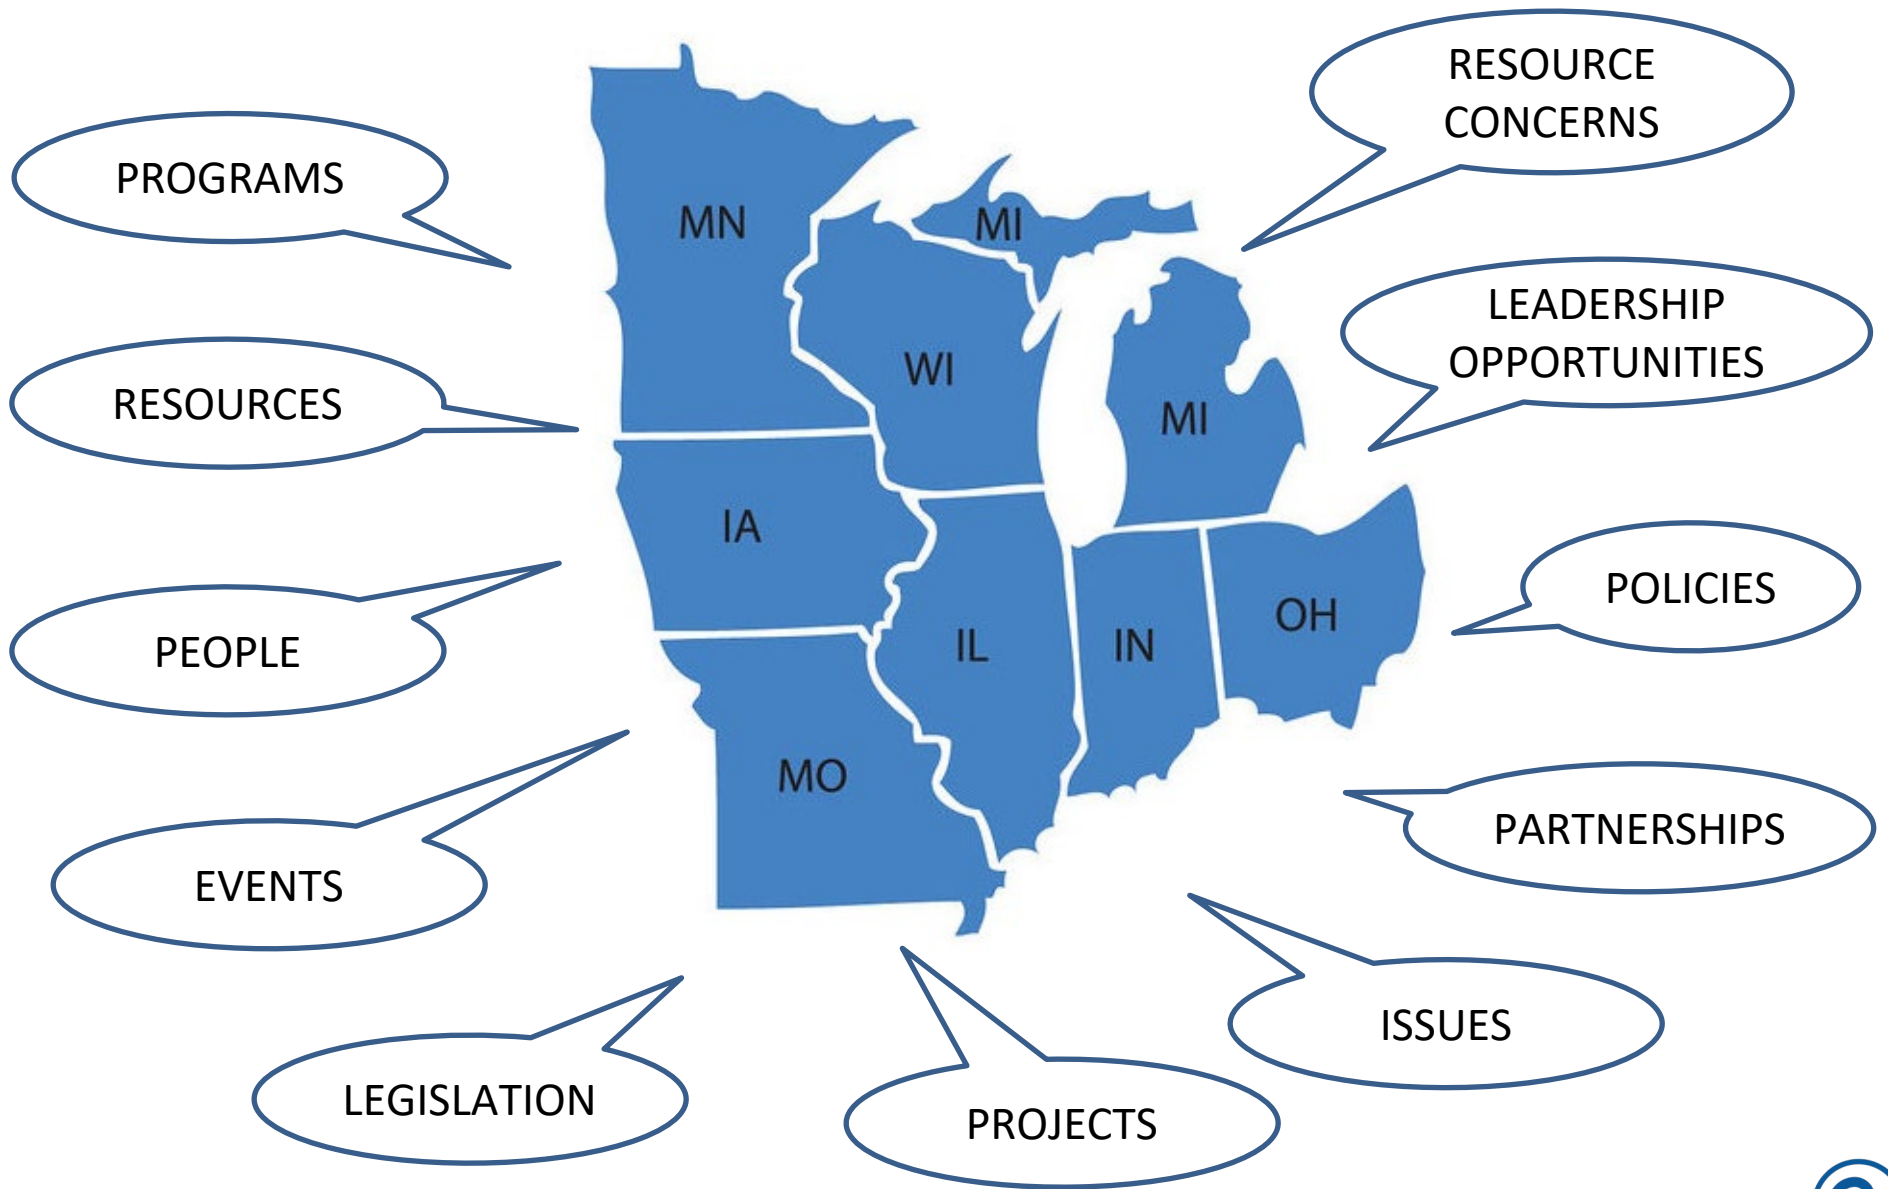 RESOURCE
CONCERNS
PROGRAMS
MN
MI
LEADERSHIP
OPPORTUNITIES
WI
RESOURCES
MI
IA
POLICIES
OH
PEOPLE
IL
IN
MO
PARTNERSHIPS
EVENTS
ISSUES
LEGISLATION
PROJECTS